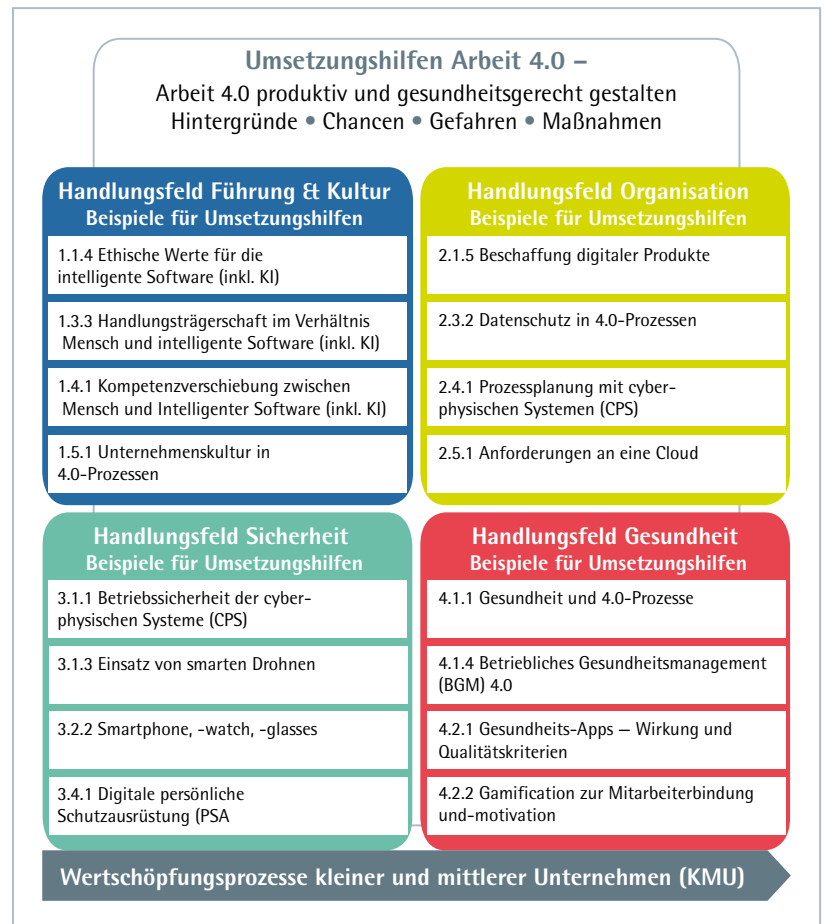 Umsetzungshilfen Arbeit 4.0 –
Arbeit 4.0 produktiv und gesundheitsgerecht gestalten
Hintergründe • Chancen • Gefahren • Maßnahmen
Handlungsfeld Führung & Kultur
Beispiele für Umsetzungshilfen
1.1.4 Ethische Werte für die
intelligente Software (inkl. KI)
1.3.3 Handlungsträgerschaft im Verhältnis
Mensch und intelligente Software (inkl. KI)
1.4.1 Kompetenzverschiebung zwischen
Mensch und Intelligenter Software (inkl. KI)
1.5.1 Unternehmenskultur in
4.0-Prozessen
Handlungsfeld Organisation
Beispiele für Umsetzungshilfen
2.1.5 Beschaffung digitaler Produkte
2.3.2 Datenschutz in 4.0-Prozessen
2.4.1 Prozessplanung mit cyber-
physischen Systemen (CPS)
2.5.1 Anforderungen an eine Cloud
Handlungsfeld Sicherheit
Beispiele für Umsetzungshilfen
3.1.1 Betriebssicherheit der cyber-
physischen Systeme (CPS)
3.1.3 Einsatz von smarten Drohnen
3.2.2 Smartphone, -watch, -glasses
3.4.1 Digitale persönliche
Schutzausrüstung (PSA
Handlungsfeld Gesundheit
Beispiele für Umsetzungshilfen
4.1.1 Gesundheit und 4.0-Prozesse
4.1.4 Betriebliches Gesundheitsmanagement
(BGM) 4.0
4.2.1 Gesundheits-Apps – Wirkung und
Qualitätskriterien
4.2.2 Gamification zur Mitarbeiterbindung
und-motivation
Wertschöpfungsprozesse kleiner und mittlerer Unternehmen (KMU)